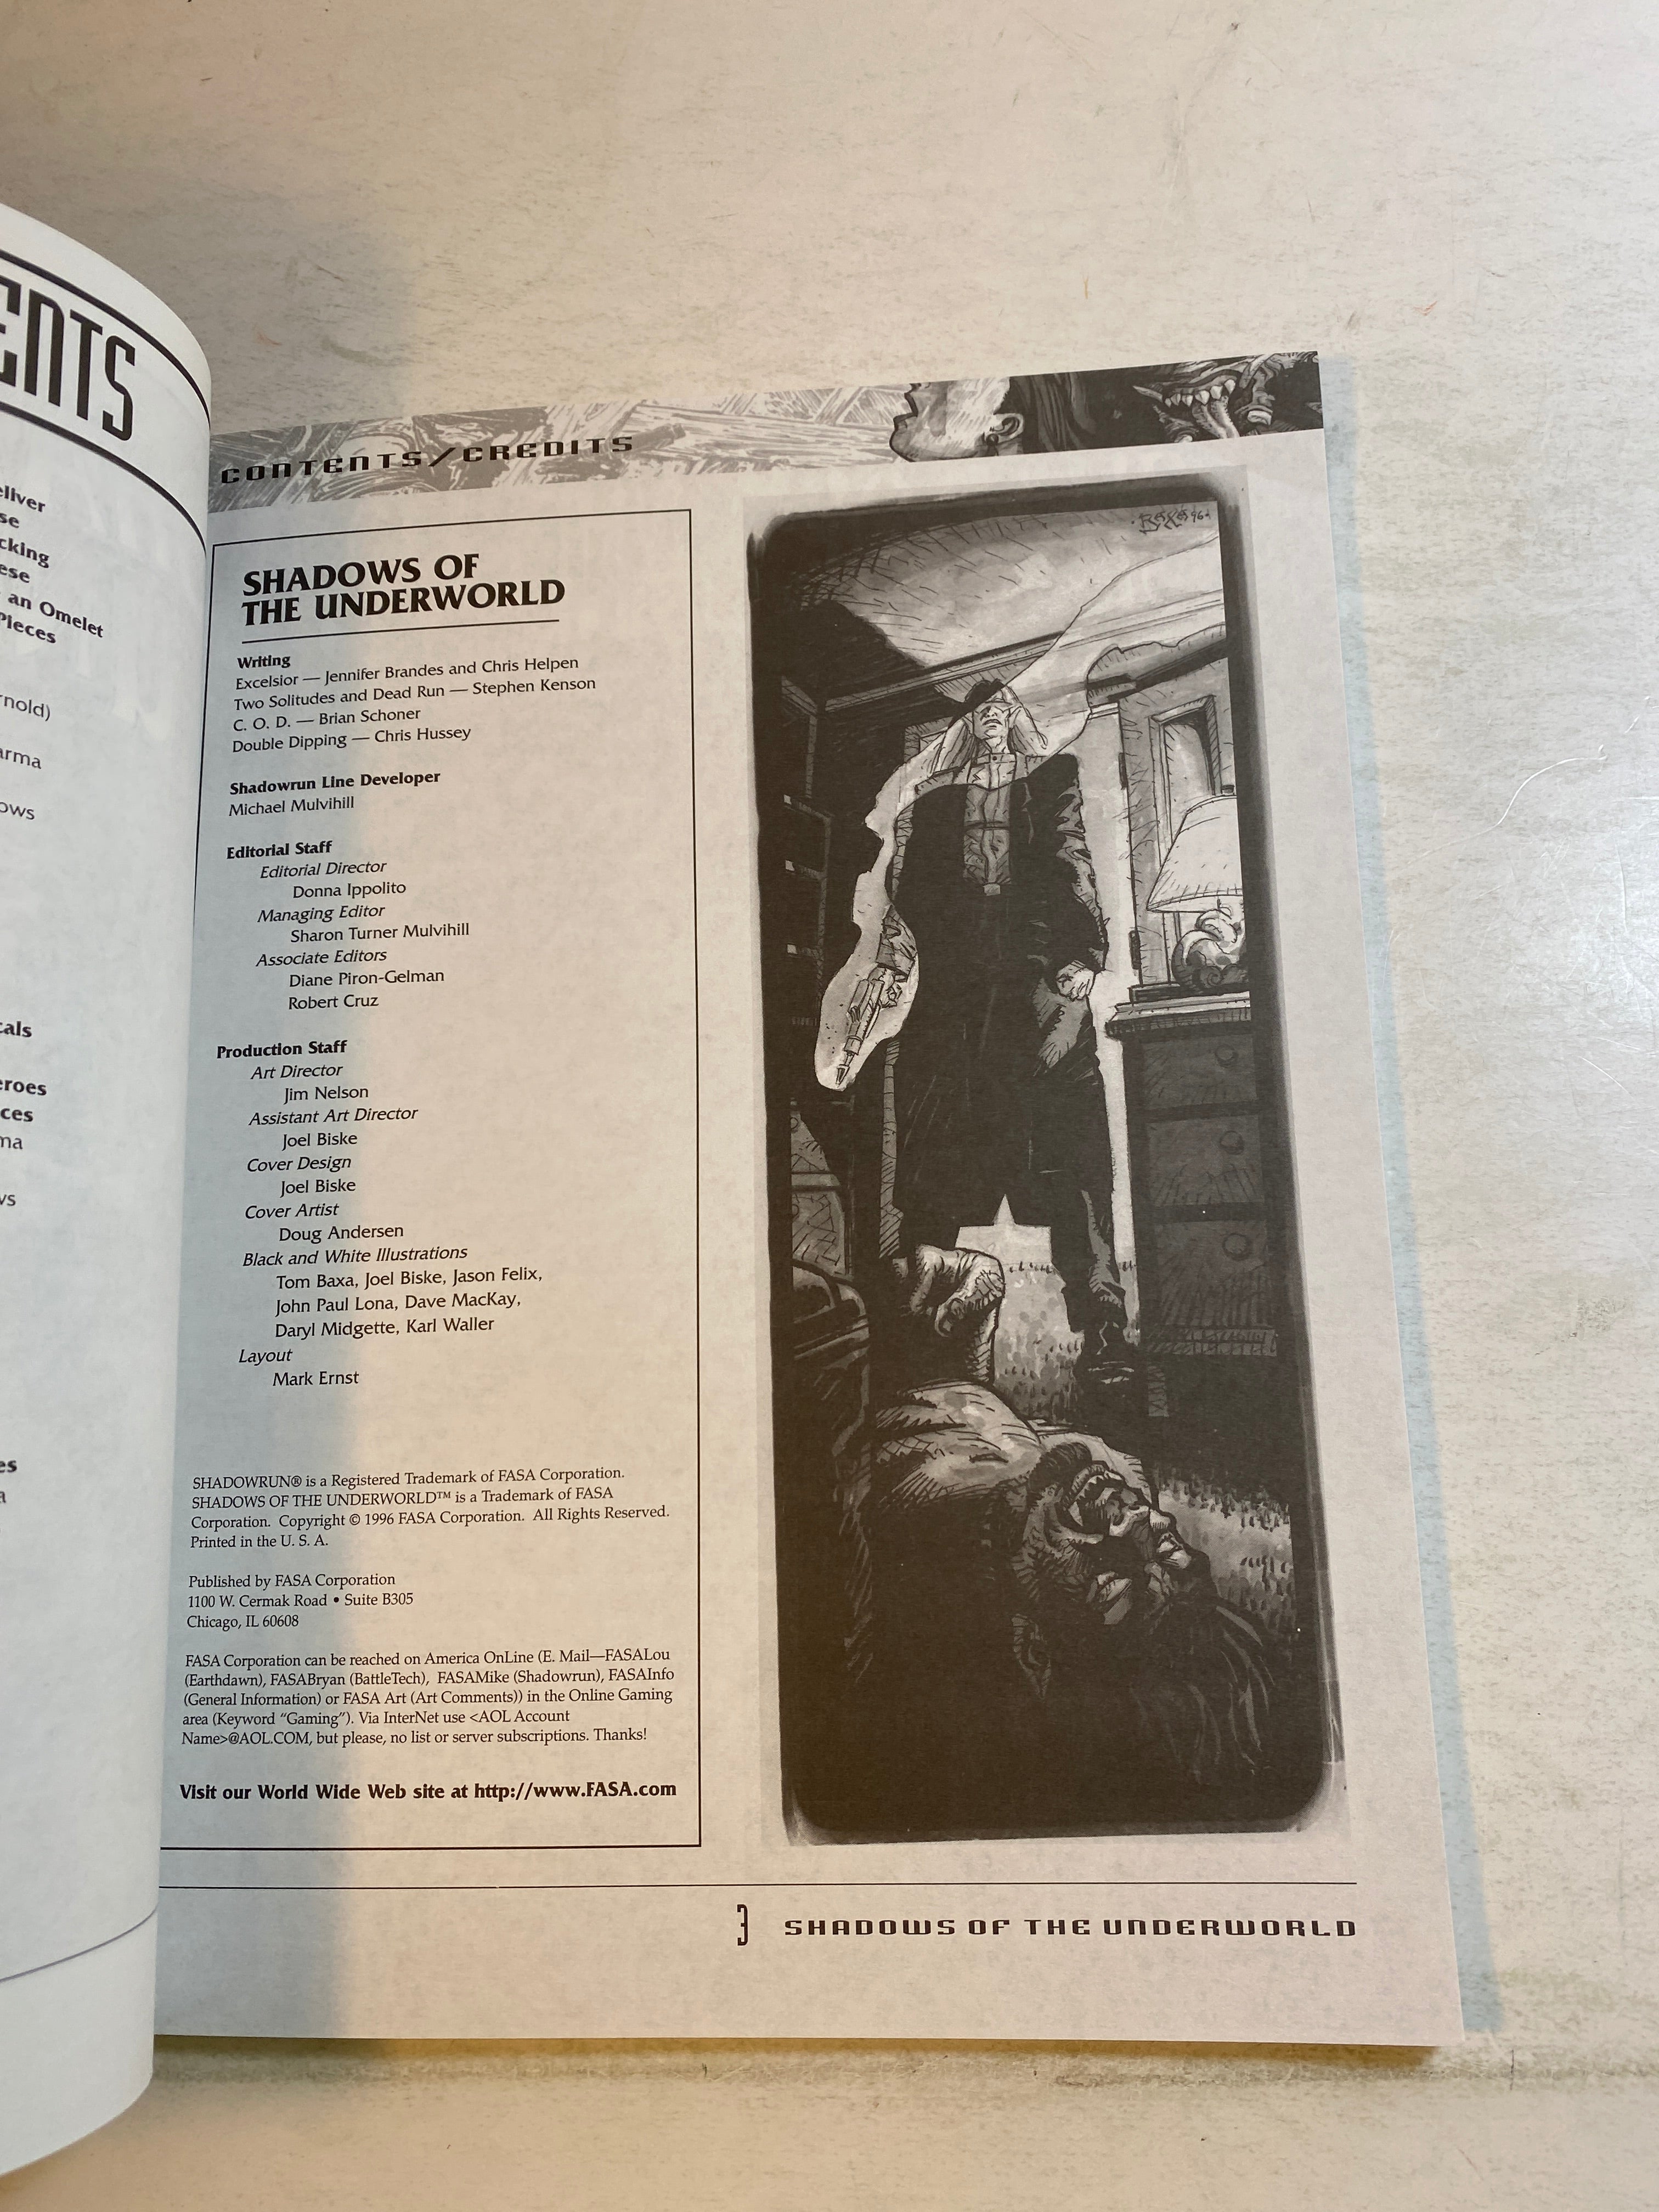 ENTS
eliver
se
cking
ese
an Omelet
Pieces
rnold)
arma
ows
cals
eroes
ces
ma
ws
es
a
CONTENTS/CREDITS
SHADOWS OF
THE UNDERWORLD
Writing
Excelsior — Jennifer Brandes and Chris Helpen
Two Solitudes and Dead Run — Stephen Kenson
C. O. D. — Brian Schoner
Double Dipping — Chris Hussey
Shadowrun Line Developer
Michael Mulvihill
Editorial Staff
Editorial Director
Donna Ippolito
Managing Editor
Sharon Turner Mulvihill
Associate Editors
Diane Piron-Gelman
Robert Cruz
Production Staff
Art Director
Jim Nelson
Assistant Art Director
Joel Biske
Cover Design
Joel Biske
Cover Artist
Doug Andersen
Black and White Illustrations
Tom Baxa, Joel Biske, Jason Felix,
John Paul Lona, Dave MacKay,
Daryl Midgette, Karl Waller
Layout
Mark Ernst
SHADOWRUN® is a Registered Trademark of FASA Corporation.
SHADOWS OF THE UNDERWORLD™ is a Trademark of FASA
Corporation. Copyright © 1996 FASA Corporation. All Rights Reserved.
Printed in the U. S. A.
Published by FASA Corporation
1100 W. Cermak Road • Suite B305
Chicago, IL 60608
FASA Corporation can be reached on America OnLine (E. Mail—FASALou
(Earthdawn), FASABryan (BattleTech), FASAMike (Shadowrun), FASAInfo
(General Information) or FASA Art (Art Comments)) in the Online Gaming
area (Keyword “Gaming”). Via InterNet use <AOL Account
Name>@AOL.COM, but please, no list or server subscriptions. Thanks!
Visit our World Wide Web site at http://www.FASA.com
BAXA 96
3 SHADOWS OF THE UNDERWORLD